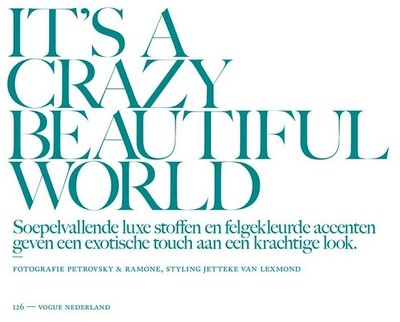 IT'S A
CRAZY
BEAUTIFUL
WORLD
Soepelvallende luxe stoffen en felgekleurde accenten
geven een exotische touch aan een krachtige look.
FOTOGRAFIE PETROVSKY & RAMONE, STYLING JETTEKE VAN LEXMOND
126 — VOGUE NEDERLAND